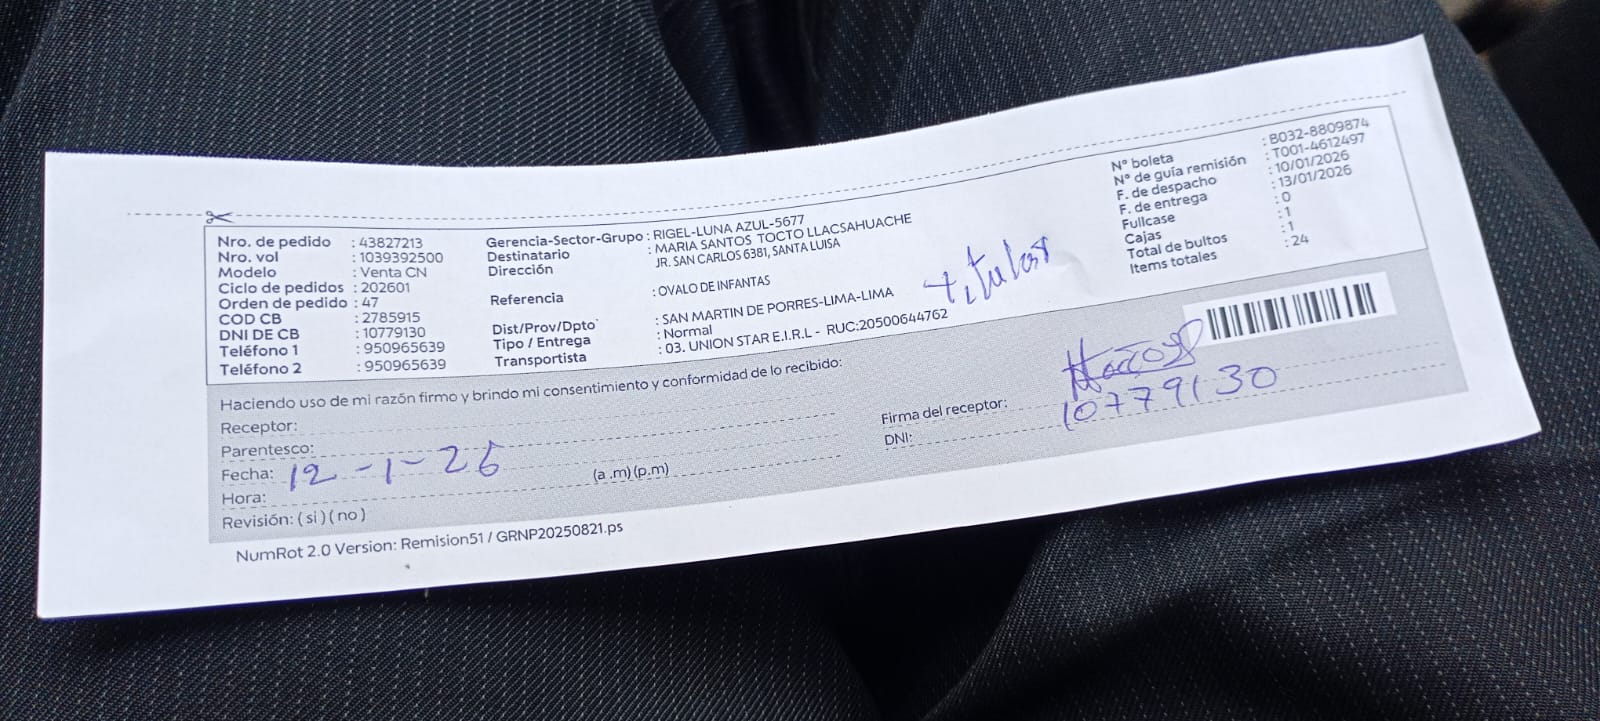 Nro. de pedido : 43827213
Nro. vol : 1039392500
Modelo : Venta CN
Ciclo de pedidos : 202601
Orden de pedido : 47
COD CB : 2785915
DNI DE CB : 10779130
Teléfono 1 : 950965639
Teléfono 2 : 950965639
Gerencia-Sector-Grupo : RIGEL-LUNA AZUL-5677
Destinatario : MARIA SANTOS TOCTO LLACSAHUACHE
Dirección JR. SAN CARLOS 6381, SANTA LUISA
Referencia : OVALO DE INFANTAS
Dist/Prov/Dpto : SAN MARTIN DE PORRES-LIMA-LIMA
Tipo / Entrega : Normal
Transportista : 03. UNION STAR E.I.R.L - RUC:20500644762
titular
N° boleta : B032-8809874
N° de guía remisión : T001-4612497
F. de despacho : 10/01/2026
F. de entrega : 13/01/2026
Fullcase : 0
Cajas : 1
Total de bultos : 1
Items totales : 24
Haciendo uso de mi razón firmo y brindo mi consentimiento y conformidad de lo recibido:
Receptor:
Parentesco:
Fecha: 12-1-26
Hora: (a .m) (p.m)
Revisión: ( si ) ( no )
Firma del receptor:
DNI: 10779130
NumRot 2.0 Version: Remision51 / GRNP20250821.ps